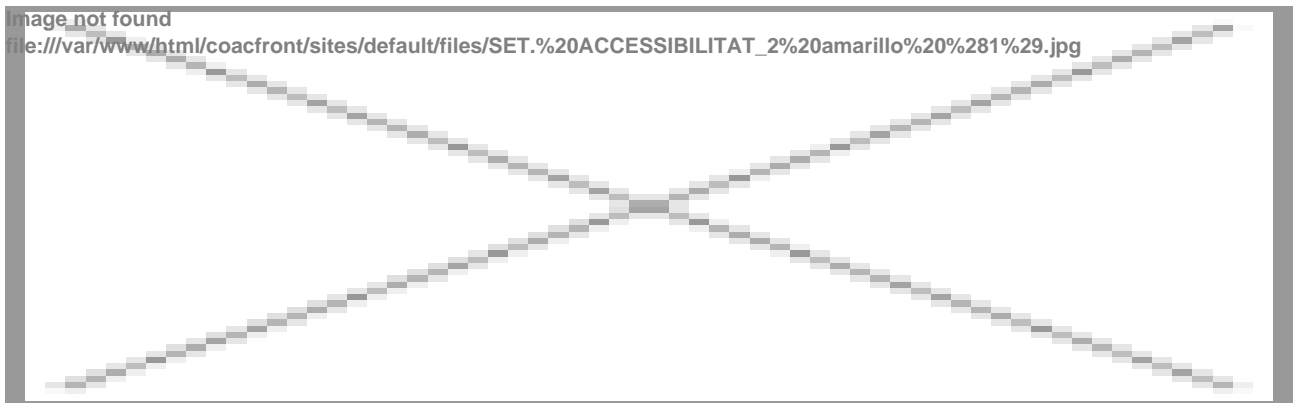 Image not found
file:///var/www/html/coacfront/sites/default/files/SET.%20ACCESSIBILITAT_2%20amarillo%20%281%29.jpg